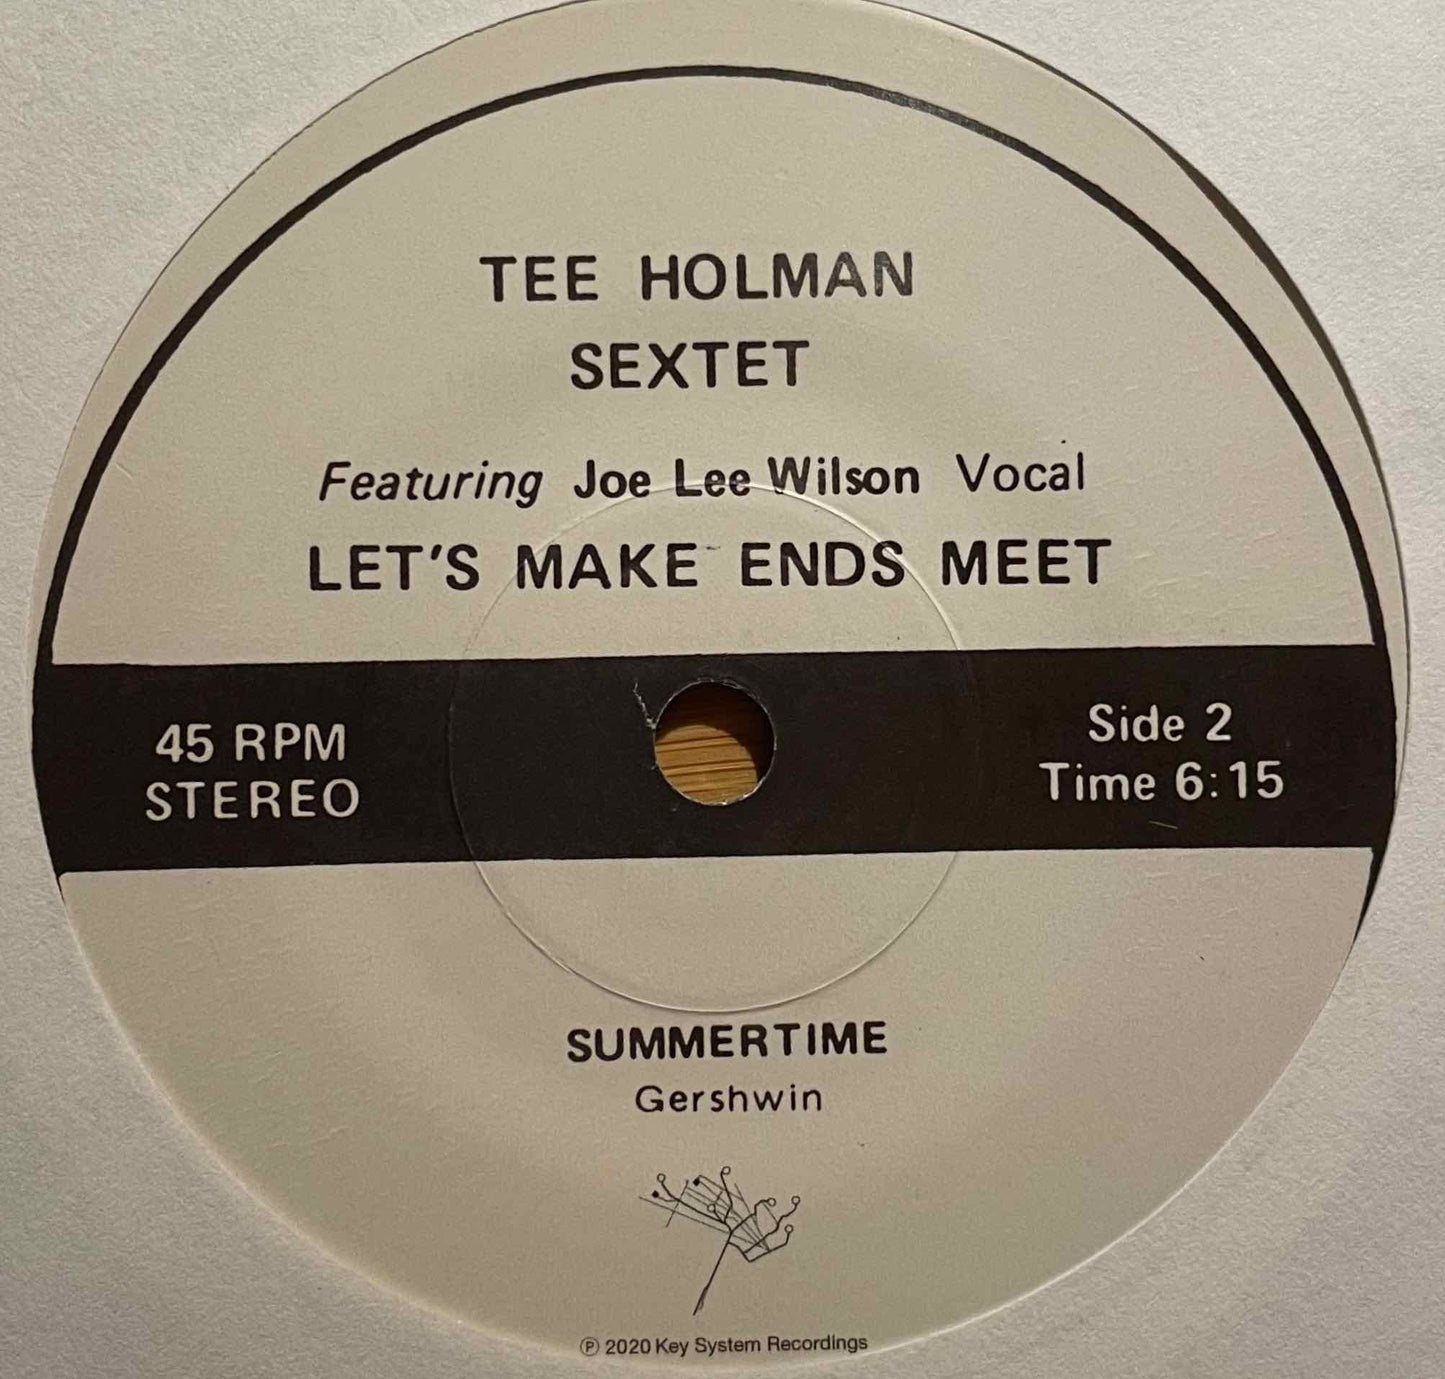 TEE HOLMAN
SEXTET
Featuring Joe Lee Wilson Vocal
LET'S MAKE ENDS MEET
45 RPM
STEREO
Side 2
Time 6:15
SUMMERTIME
Gershwin
℗ 2020 Key System Recordings